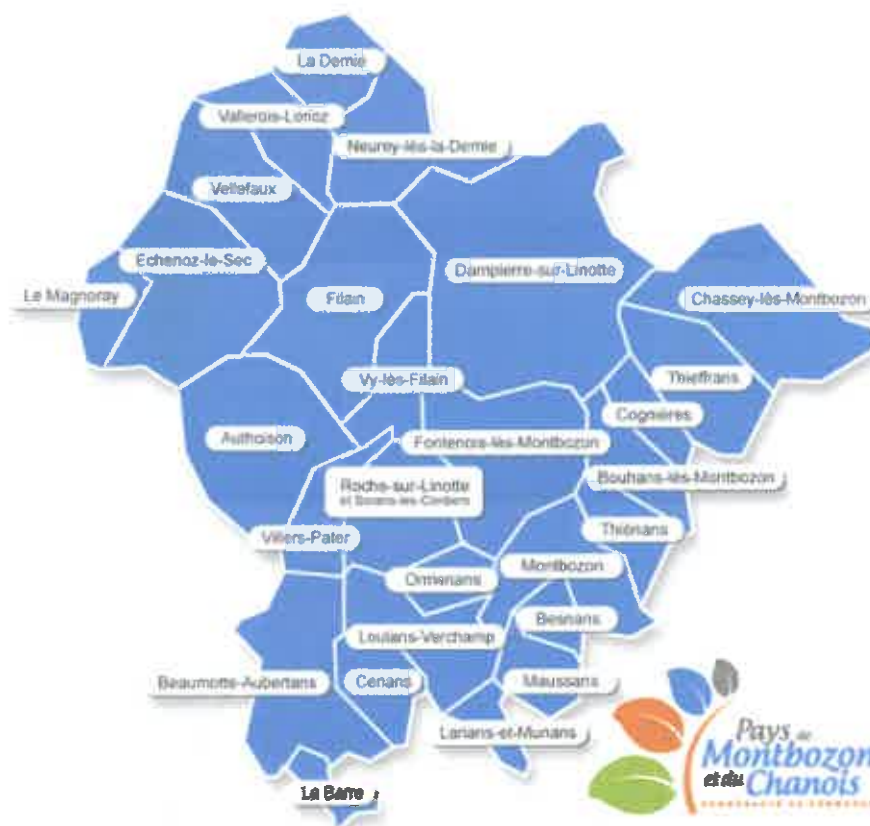 La Demie
Vallerois-Lorioz
Neurey-lès-la-Demie
Vellefaux
Echenoz-le-Sec
Dampierre-sur-Linotte
Le Magnoray
Filain
Chassey-lès-Montbozon
Vy-lès-Filain
Thieffrans
Cognières
Authoison
Fontenois-lès-Montbozon
Roche-sur-Linotte
et Sorans-les-Cordiers
Bouhans-lès-Montbozon
Thiénans
Villers-Pater
Montbozon
Ormenans
Besnans
Loulans-Verchamp
Beaumotte-Aubertans
Cenans
Maussans
Larians-et-Munans
La Barre
Pays de
Montbozon
et du Chanois